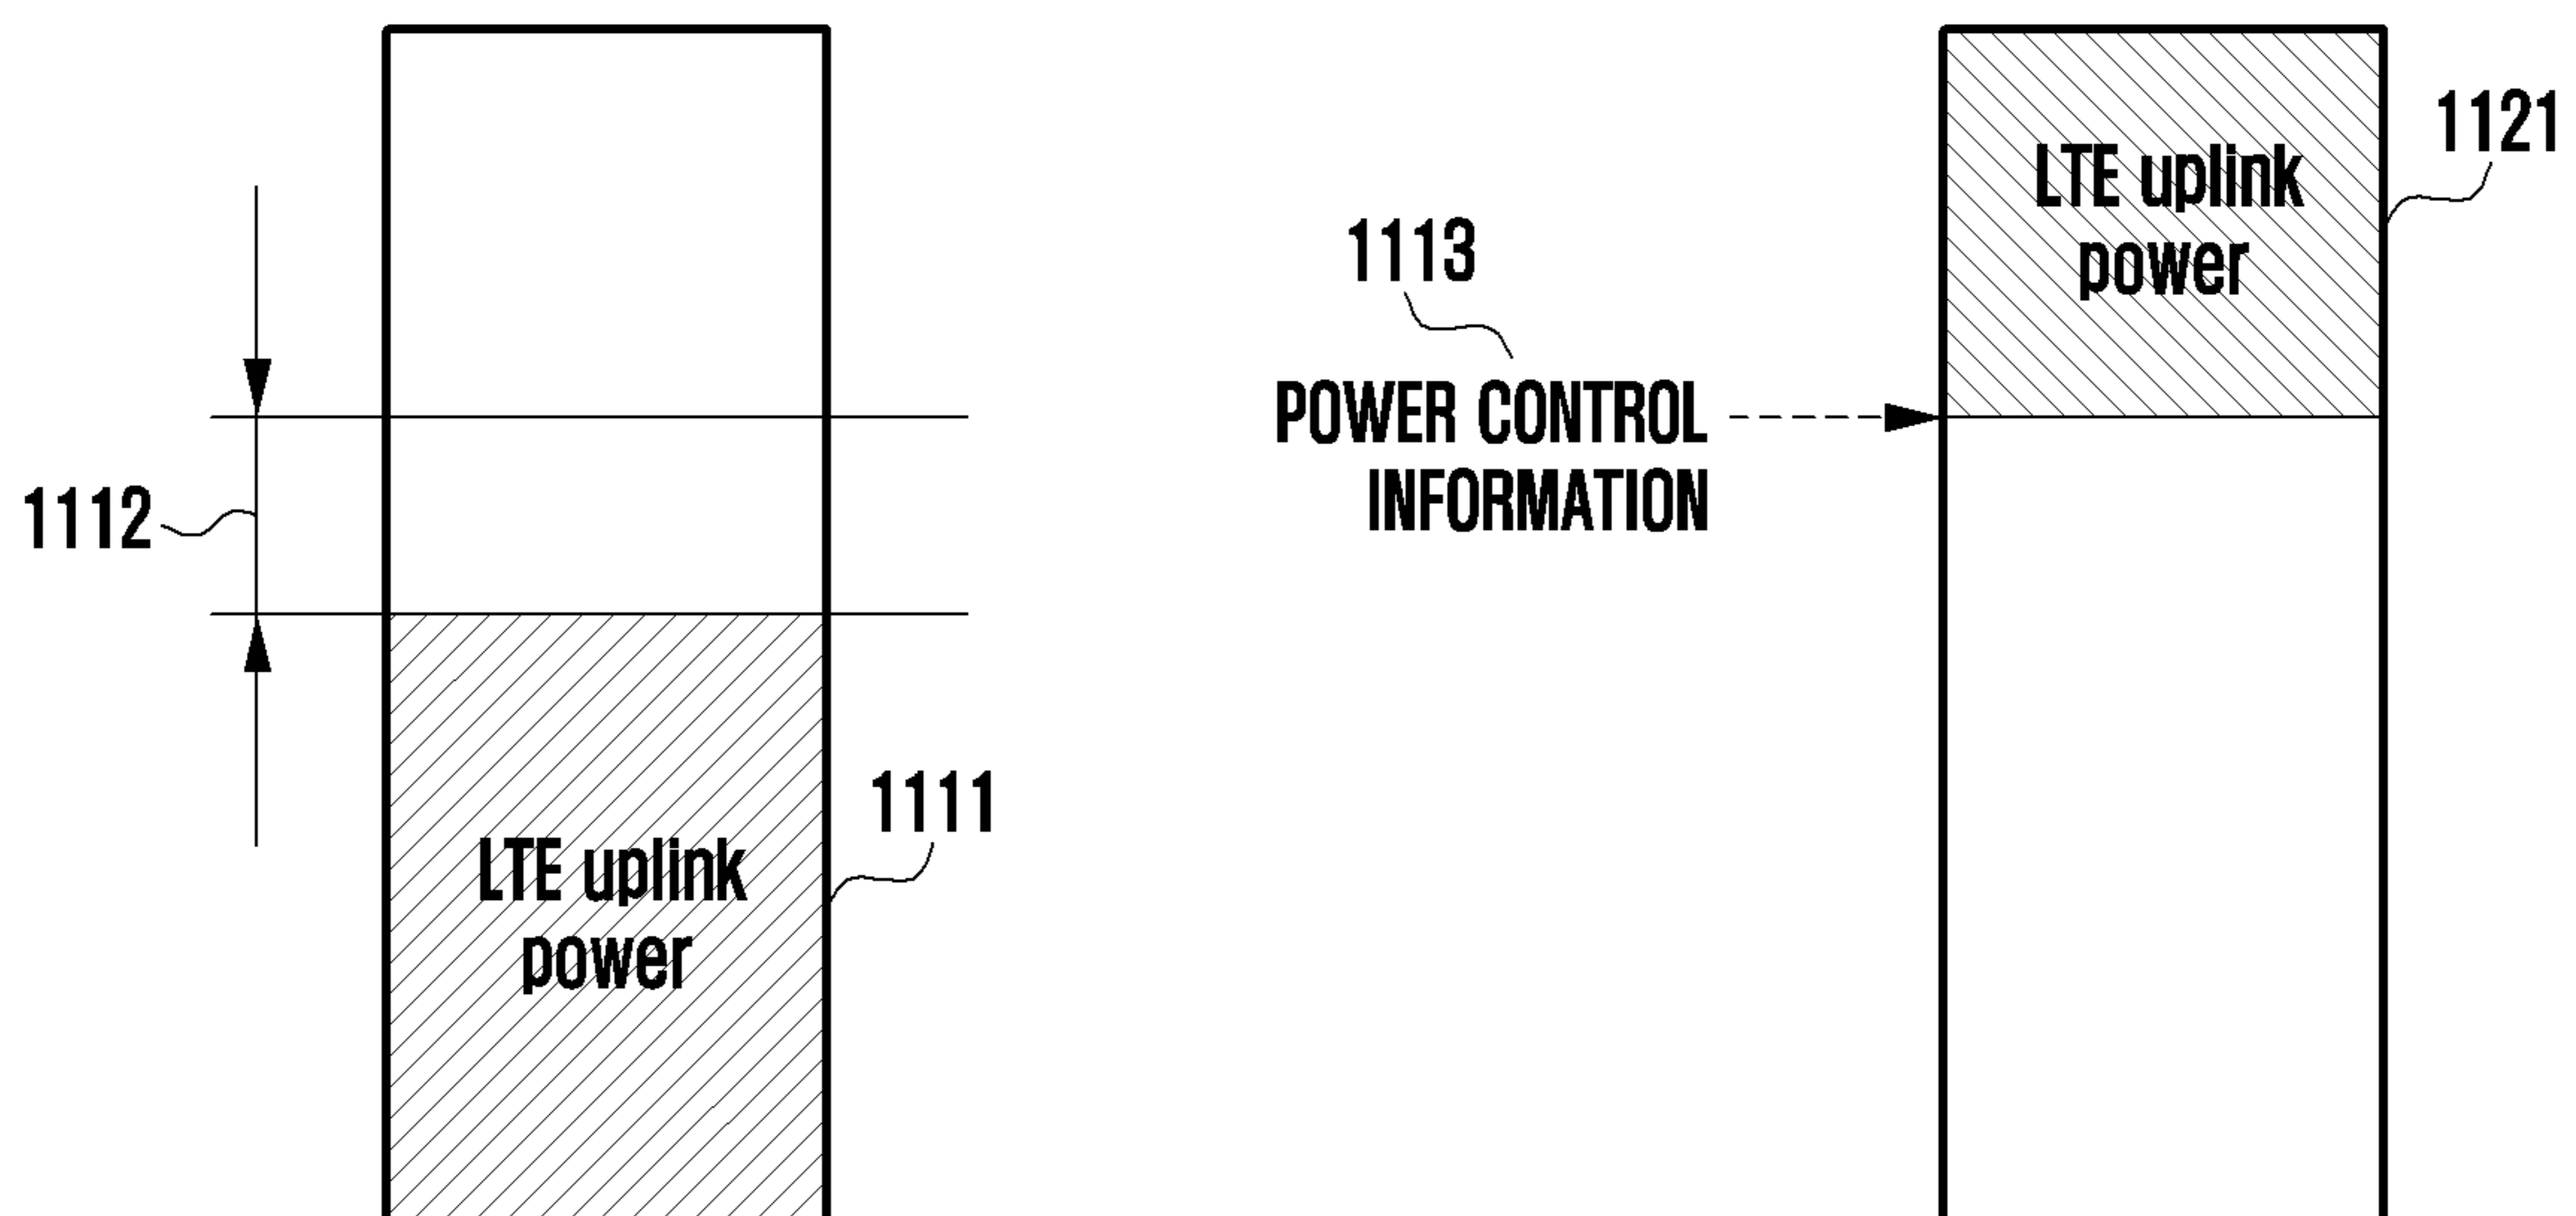 1112
LTE uplink
power
1111
1113
POWER CONTROL
INFORMATION
LTE uplink
power
1121